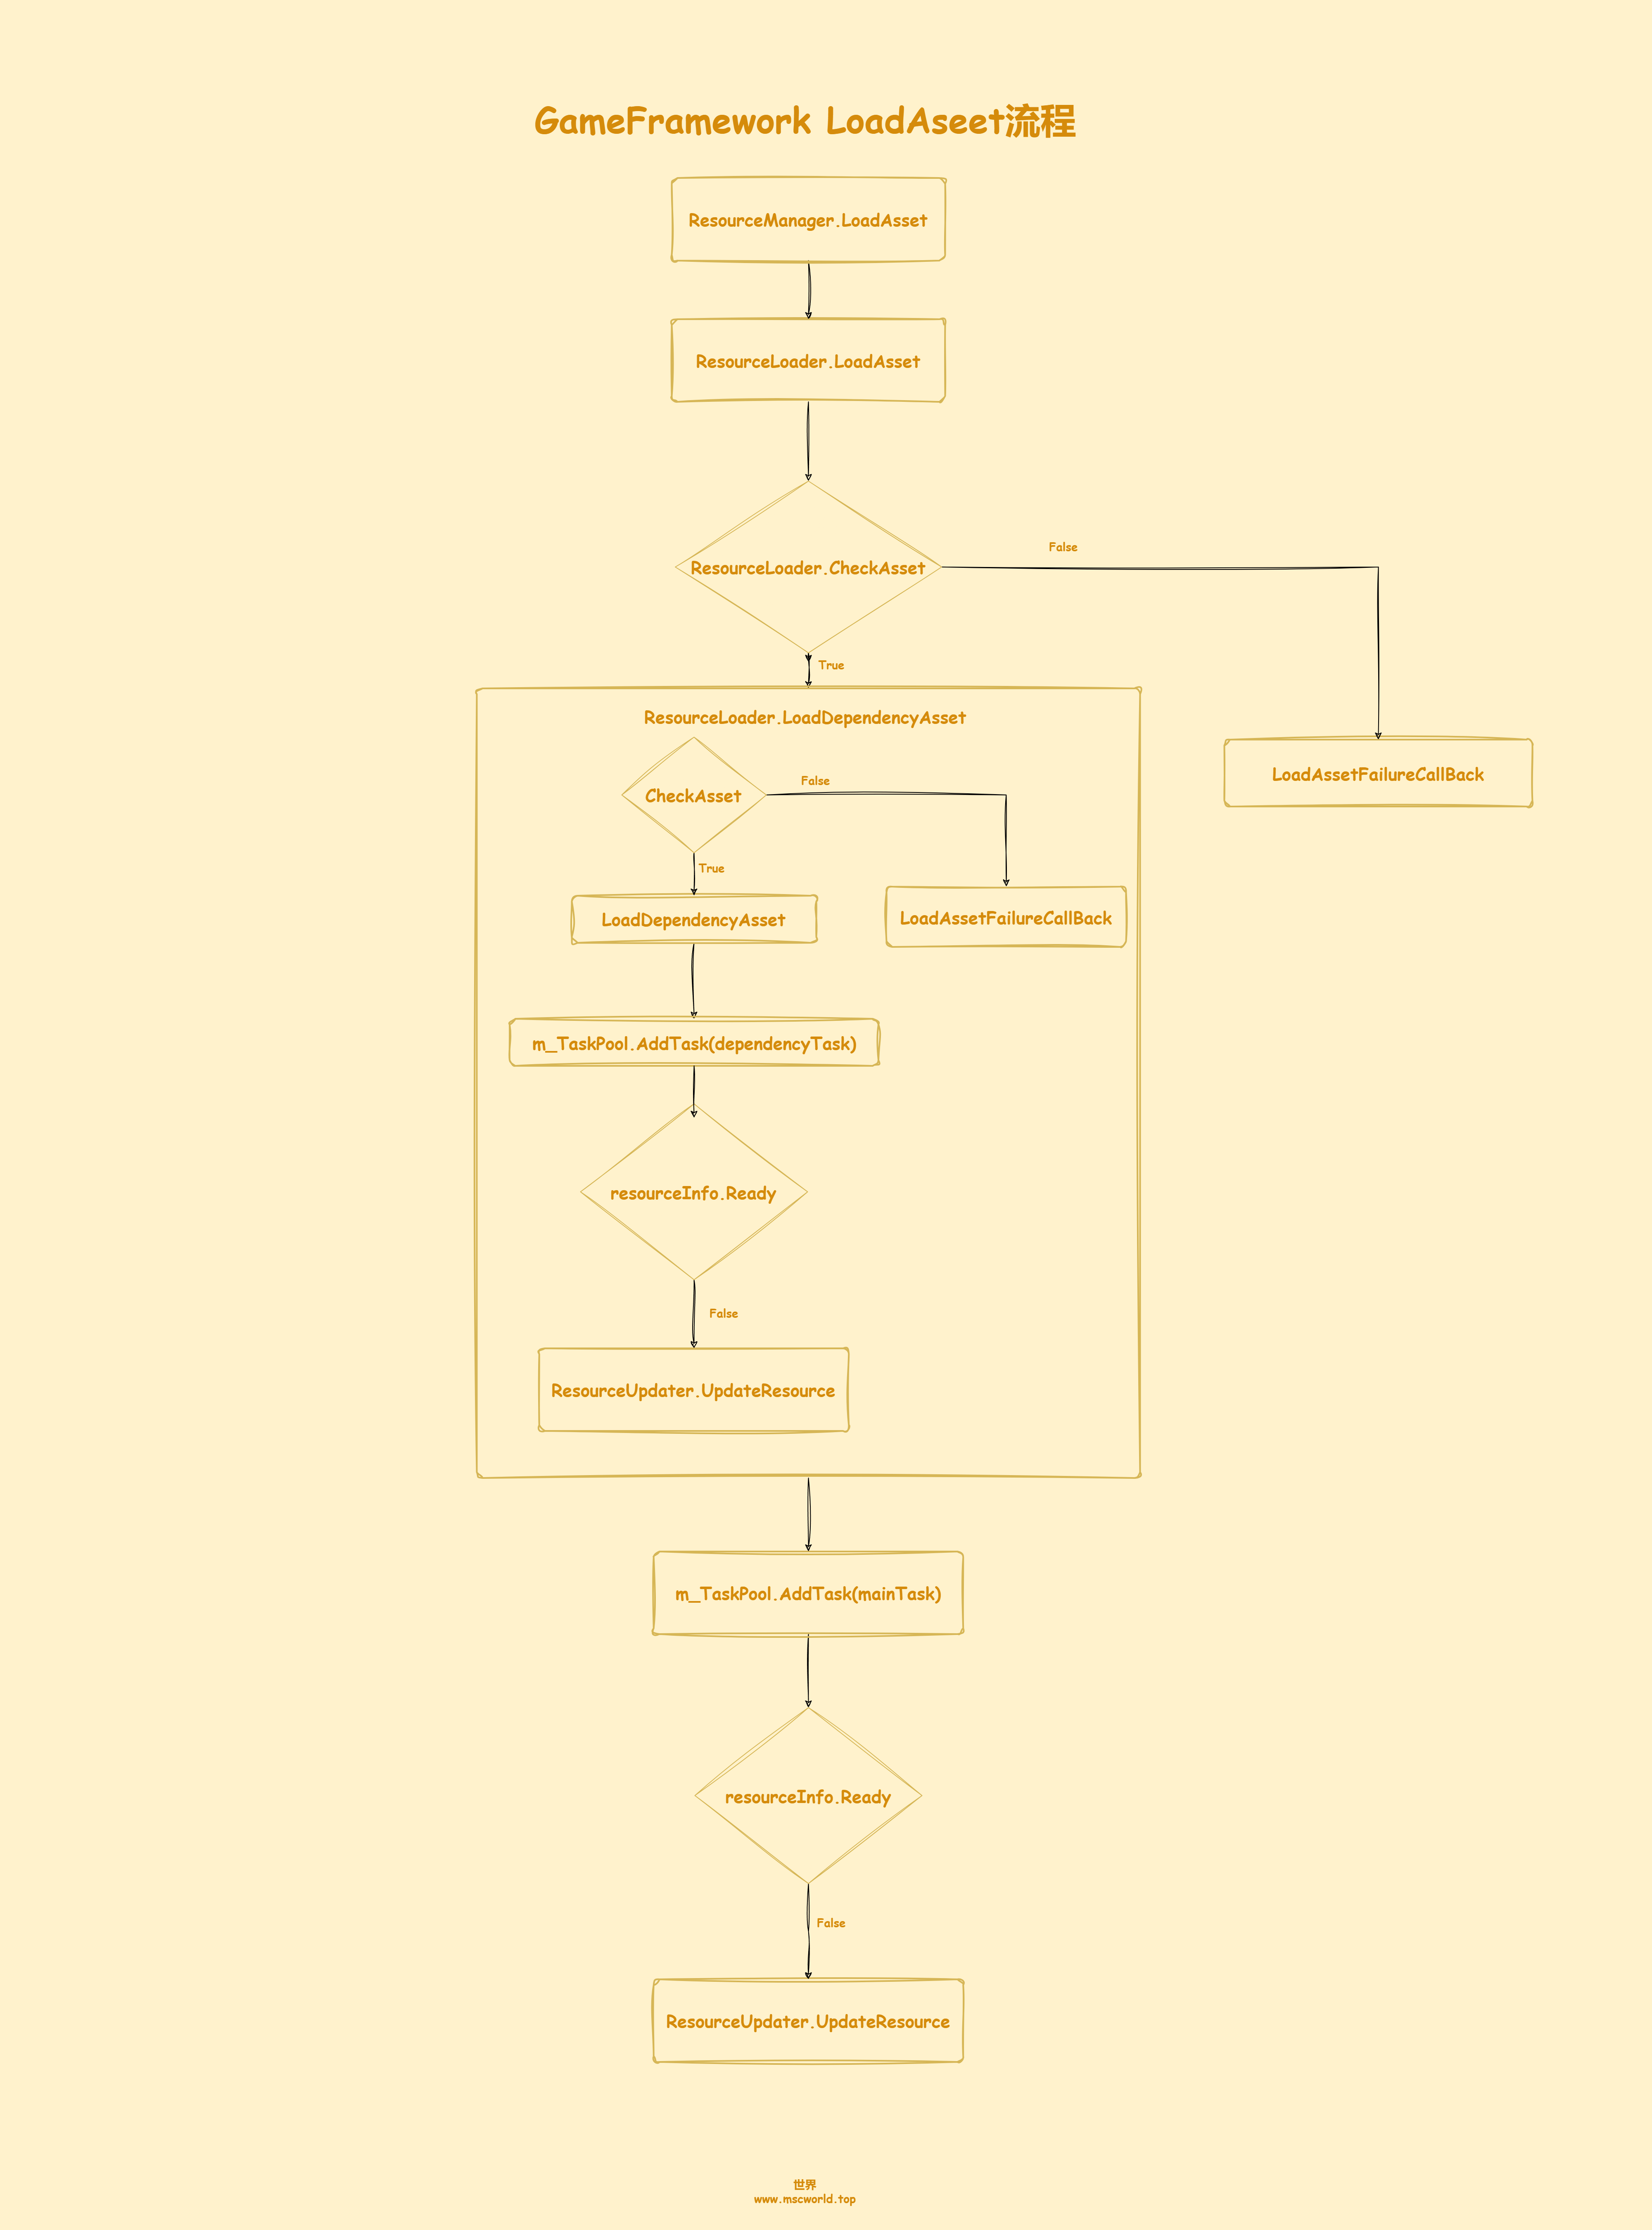 GameFramework LoadAseet流程
ResourceManager.LoadAsset
ResourceLoader.LoadAsset
ResourceLoader.CheckAsset
False
True
ResourceLoader.LoadDependencyAsset
CheckAsset
False
True
LoadAssetFailureCallBack
LoadDependencyAsset
LoadAssetFailureCallBack
m_TaskPool.AddTask(dependencyTask)
resourceInfo.Ready
False
ResourceUpdater.UpdateResource
m_TaskPool.AddTask(mainTask)
resourceInfo.Ready
False
ResourceUpdater.UpdateResource
世界
www.mscworld.top